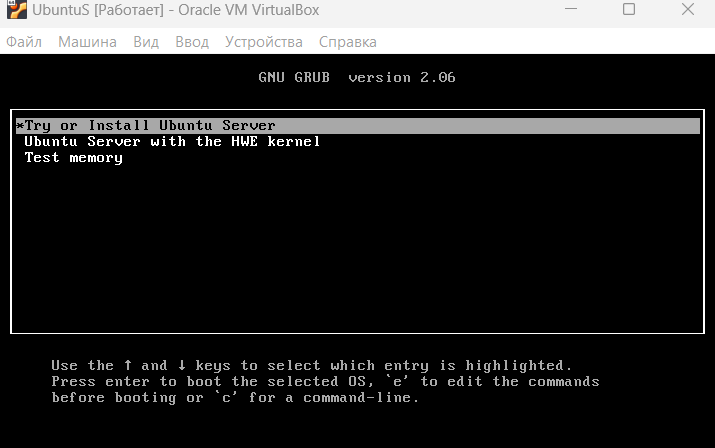 UbuntuS [Работает] - Oracle VM VirtualBox
Файл Машина Вид Ввод Устройства Справка
GNU GRUB version 2.06
*Try or Install Ubuntu Server
Ubuntu Server with the HWE kernel
Test memory
Use the ↑ and ↓ keys to select which entry is highlighted.
Press enter to boot the selected OS, `e' to edit the commands
before booting or `c' for a command-line.